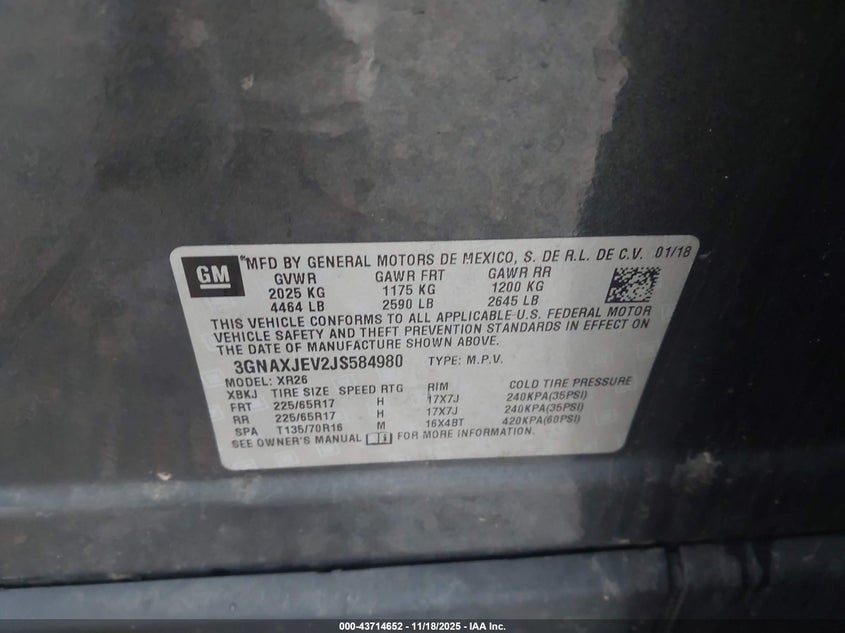 GM
*MFD BY GENERAL MOTORS DE MEXICO, S. DE R.L. DE C.V. 01/18
GVWR GAWR FRT GAWR RR
2025 KG 1175 KG 1200 KG
4464 LB 2590 LB 2645 LB
THIS VEHICLE CONFORMS TO ALL APPLICABLE U.S. FEDERAL MOTOR
VEHICLE SAFETY AND THEFT PREVENTION STANDARDS IN EFFECT ON
THE DATE OF MANUFACTURE SHOWN ABOVE.
3GNAXJEV2JS584980 TYPE: M.P.V.
MODEL: XR26
XBKJ TIRE SIZE SPEED RTG RIM COLD TIRE PRESSURE
FRT 225/65R17 H 17X7J 240KPA(35PSI)
RR 225/65R17 H 17X7J 240KPA(35PSI)
SPA T135/70R16 M 16X4BT 420KPA(60PSI)
SEE OWNER'S MANUAL FOR MORE INFORMATION.
000-43714652 - 11/18/2025 - IAA Inc.